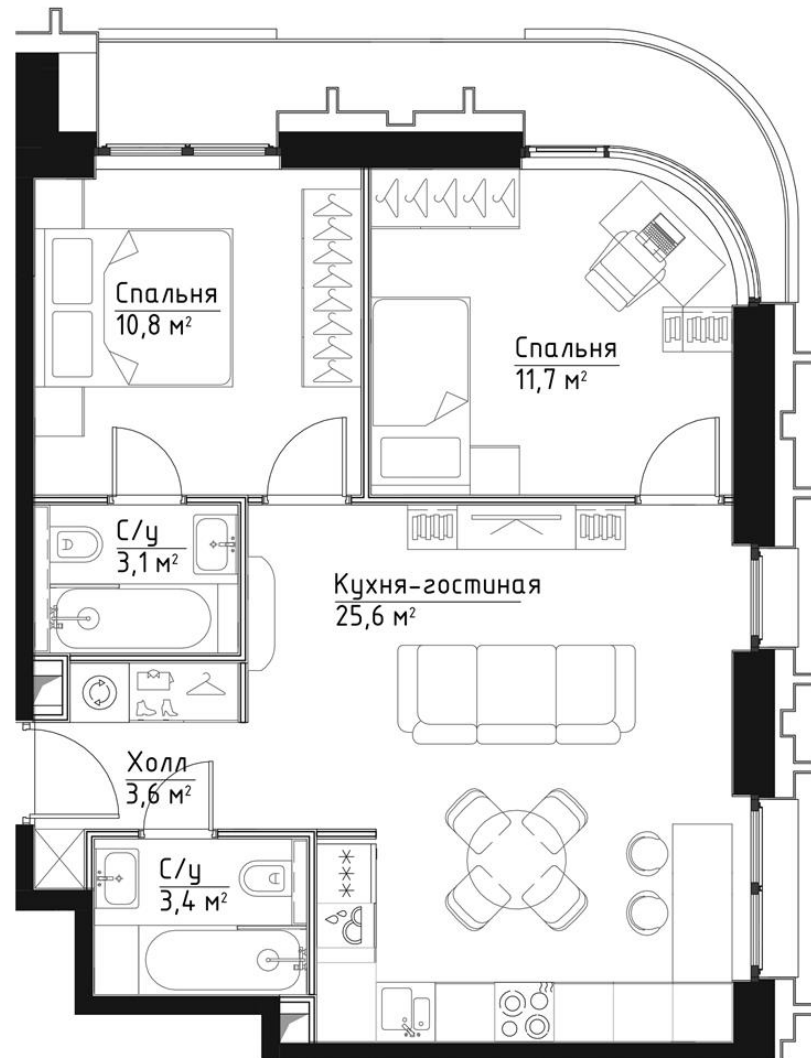 Спальня
10,8 м²
Спальня
11,7 м²
С/у
3,1 м²
Кухня-гостиная
25,6 м²
Холл
3,6 м²
С/у
3,4 м²